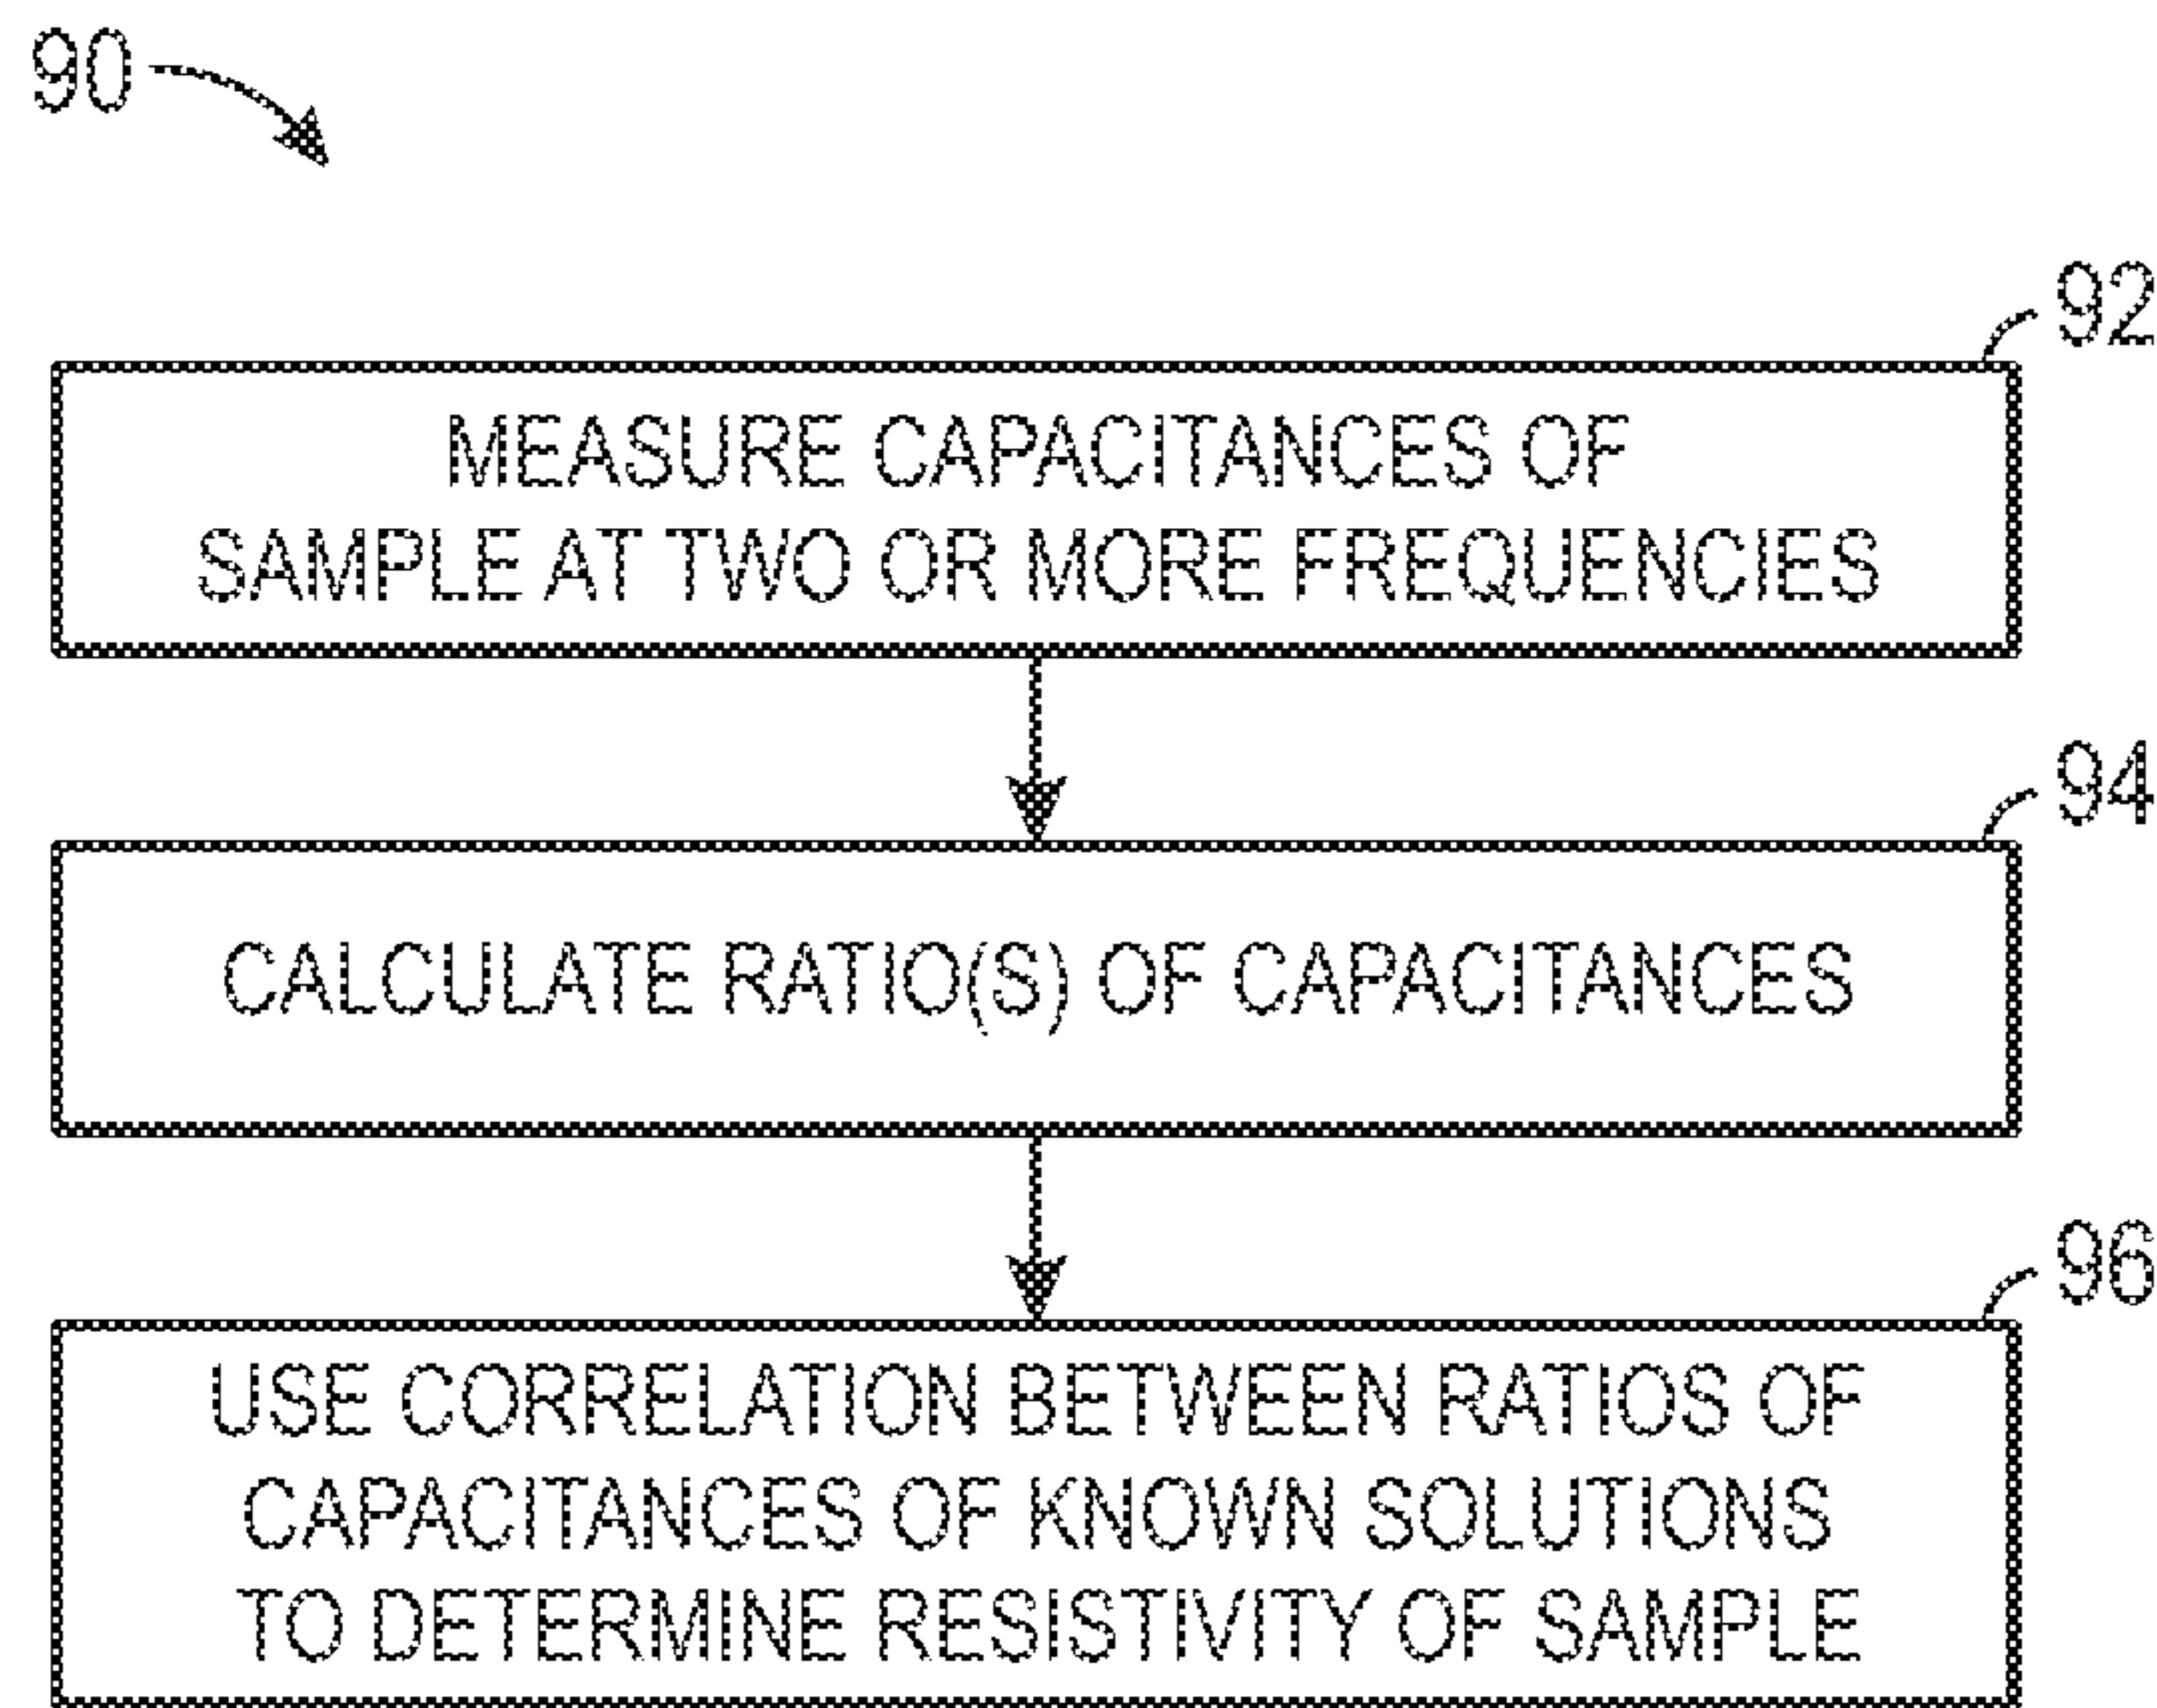 90
92
MEASURE CAPACITANCES OF
SAMPLE AT TWO OR MORE FREQUENCIES
94
CALCULATE RATIO(S) OF CAPACITANCES
96
USE CORRELATION BETWEEN RATIOS OF
CAPACITANCES OF KNOWN SOLUTIONS
TO DETERMINE RESISTIVITY OF SAMPLE